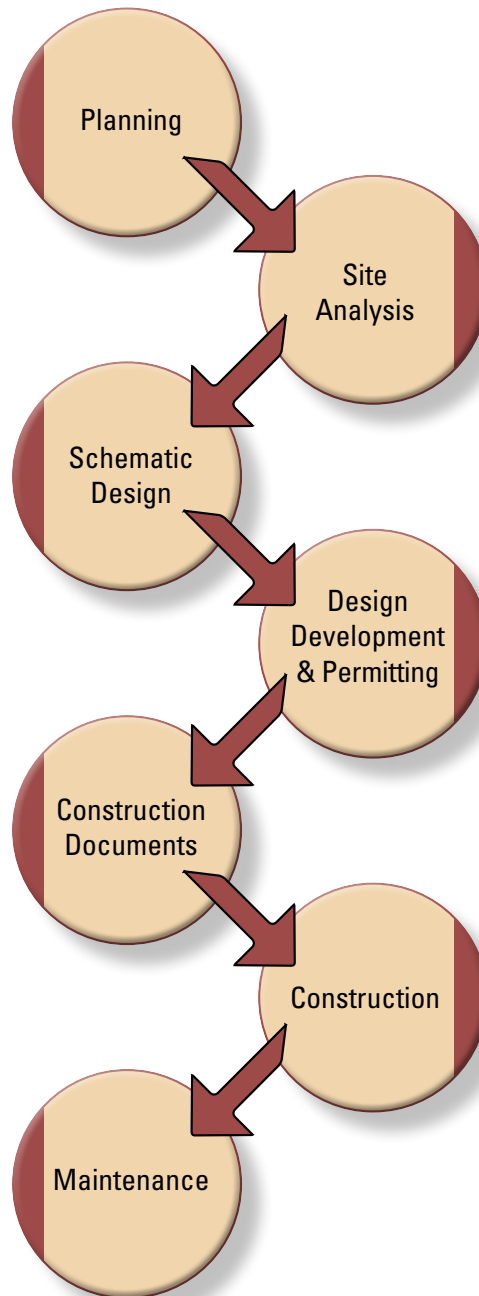 Planning
Site
Analysis
Schematic
Design
Design
Development
& Permitting
Construction
Documents
Construction
Maintenance